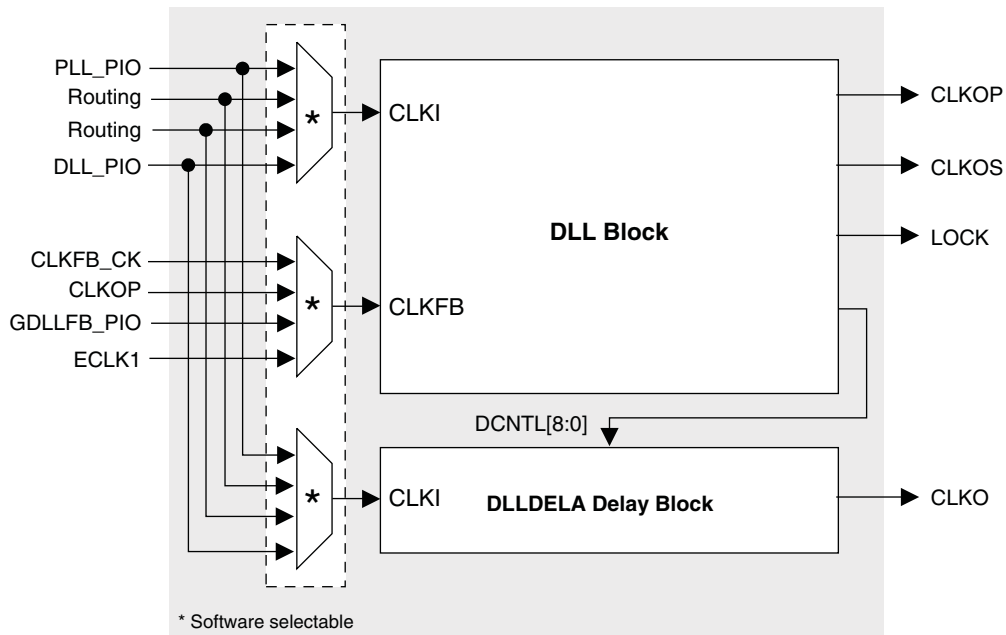 PLL_PIO
Routing
Routing
DLL_PIO
*
CLKI
DLL Block
CLKOP
CLKOS
LOCK
CLKFB_CK
CLKOP
GDLLFB_PIO
ECLK1
*
CLKFB
DCNTL[8:0]
*
CLKI
DLLDELA Delay Block
CLKO
* Software selectable